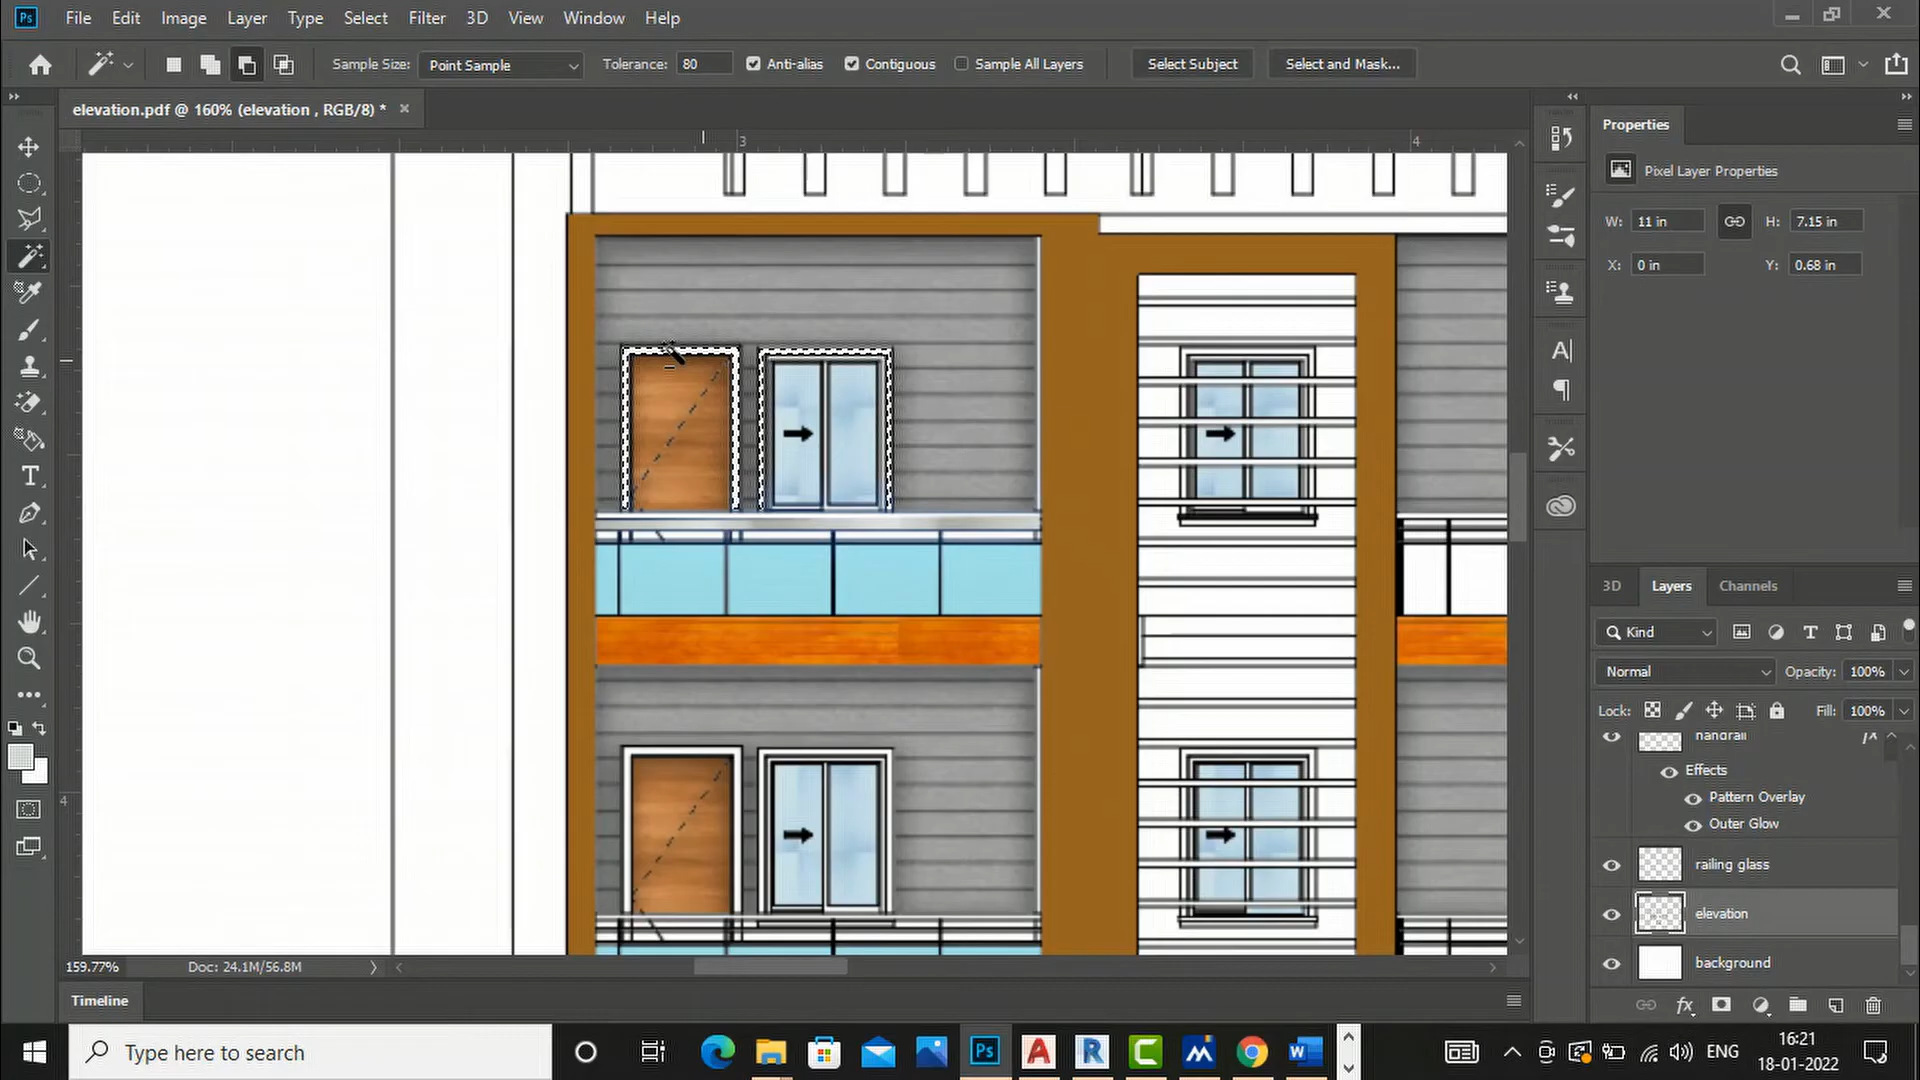 Ps File Edit Image Layer Type Select Filter 3D View Window Help
Sample Size: Point Sample Tolerance: 80 Anti-alias Contiguous Sample All Layers Select Subject Select and Mask...
elevation.pdf @ 160% (elevation , RGB/8) *
3 4
4
Properties
Pixel Layer Properties
W: 11 in H: 7.15 in
X: 0 in Y: 0.68 in
3D Layers Channels
Kind
Normal Opacity: 100%
Lock: Fill: 100%
handrail fx
Effects
Pattern Overlay
Outer Glow
railing glass
elevation
background
159.77% Doc: 24.1M/56.8M
fx
Timeline
Type here to search
Ps A R C W
ENG
16:21
18-01-2022